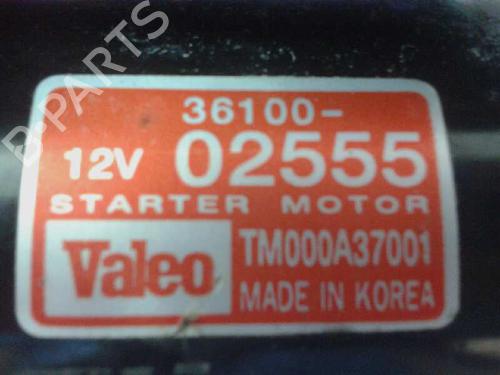 B-PARTS
36100-
12V 02555
STARTER MOTOR
Valeo TM000A37001
MADE IN KOREA